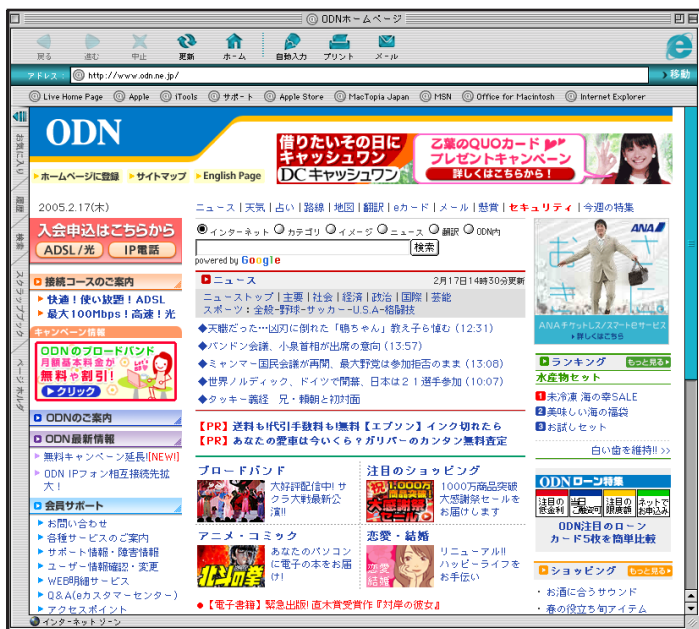 ODNホームページ
戻る 進む 中止 更新 ホーム 自動入力 プリント メール
アドレス: http://www.odn.ne.jp/ 移動
Live Home Page Apple iTools サポート Apple Store MacTopia Japan MSN Office for Macintosh Internet Explorer
お気に入り
履歴
検索
スクラップブック
ページ ホルダ
ODN
借りたいその日に
キャッシュワン
DCキャッシュワン
乙葉のQUOカード
プレゼントキャンペーン
詳しくはこちらから!
ホームページに登録 サイトマップ English Page
2005.2.17(木)
ニュース | 天気 | 占い | 路線 | 地図 | 翻訳 | eカード | メール | 懸賞 | セキュリティ | 今週の特集
入会申込はこちらから
ADSL/光 IP電話
インターネット カテゴリ イメージ ニュース 翻訳 ODN内
検索
powered by Google
接続コースのご案内
快適!使い放題!ADSL
最大100Mbps!高速!光
キャンペーン情報
ODNのブロードバンド
月額基本料金が
無料や割引!
クリック
ODNのご案内
ODN最新情報
無料キャンペーン延長![NEW!]
ODN IPフォン相互接続先拡大!
会員サポート
お問い合わせ
各種サービスのご案内
サポート情報・障害情報
ユーザー情報確認・変更
WEB明細サービス
Q&A(eカスタマーセンター)
アクセスポイント
ニュース 2月17日14時30分更新
ニューストップ | 主要 | 社会 | 経済 | 政治 | 国際 | 芸能
スポーツ:全般-野球-サッカー-U.S.A-格闘技
◆天職だった…凶刃に倒れた「鴨ちゃん」教え子ら悼む (12:31)
◆バンドン会議、小泉首相が出席の意向 (13:57)
◆ミャンマー国民会議が再開、最大野党は参加拒否のまま (13:08)
◆世界ノルディック、ドイツで開幕、日本は21選手参加 (10:07)
◆タッキー義経 兄・頼朝と初対面
【PR】送料も!代引手数料も!無料【エプソン】インク切れたら
【PR】あなたの愛車は今いくら?ガリバーのカンタン無料査定
ブロードバンド
大好評配信中! サクラ大戦最新公演!!
注目のショッピング
1,000万
商品突破!
大感謝祭
セール
1000万商品突破大感謝祭セールをお届けします
アニメ・コミック
北斗の拳
あなたのパソコンに電子の本をお届け!
恋愛・結婚
恋愛
結婚
リニューアル!! ハッピーライフをお手伝い
●【電子書籍】緊急出版! 直木賞受賞作『対岸の彼女』
ANA
おさきに
ANAチケットレス/スマートeサービス
詳しくはこちら
ランキング もっと見る
水産物セット
1 未冷凍 海の幸SALE
2 美味しい海の福袋
3 お試しセット
白い歯を維持!! >>
ODN ローン特集
注目の低金利 当日ご融資可 注目の限度額 ネットでお申込み
ODN注目のローン
カード5枚を簡単比較
ショッピング もっと見る
・お酒に合うサウンド
・春の役立ち旬アイテム
インターネット ゾーン